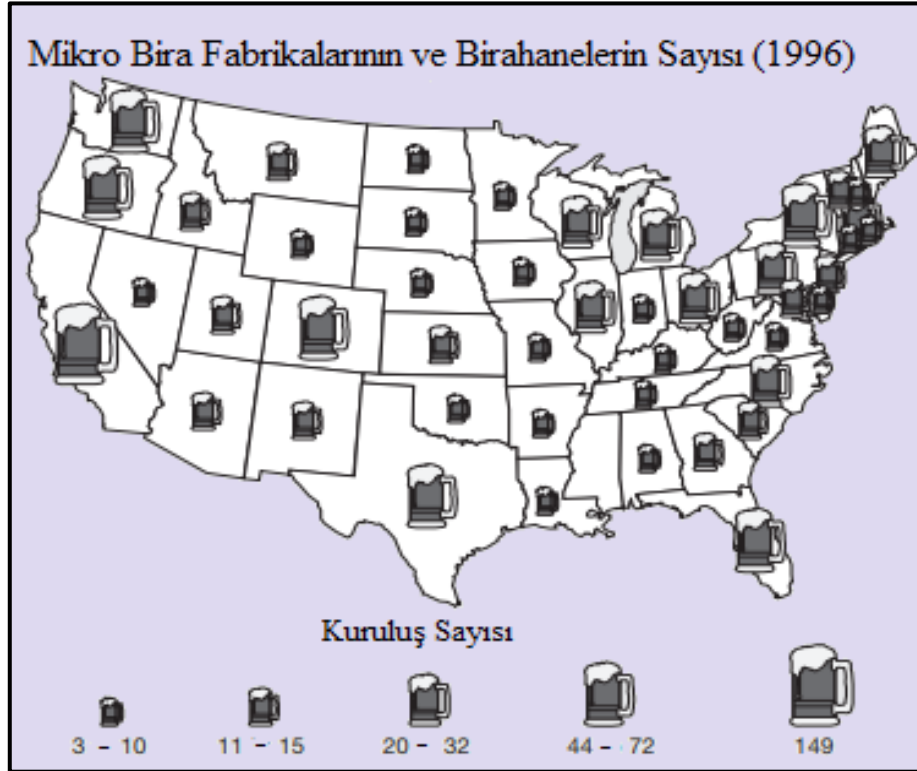 Mikro Bira Fabrikalarının ve Birahanelerin Sayısı (1996)
Kuruluş Sayısı
3 - 10 11 - 15 20 - 32 44 - 72 149